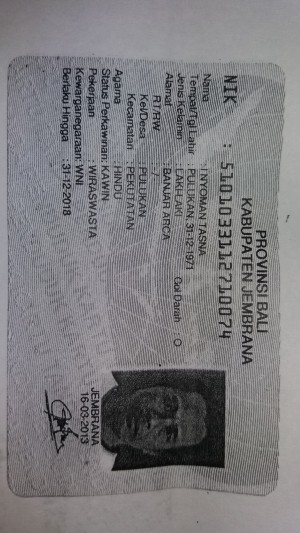 PROVINSI BALI
KABUPATEN JEMBRANA
NIK : 5101033112710074
Nama : I NYOMAN TASNA
Tempat/Tgl Lahir : PULUKAN, 31-12-1971
Jenis Kelamin : LAKI-LAKI Gol Darah : O
Alamat : BANJAR ARCA
RT/RW : -/-
Kel/Desa : PULUKAN
Kecamatan : PEKUTATAN
Agama : HINDU
Status Perkawinan: KAWIN
Pekerjaan : WIRASWASTA
Kewarganegaraan: WNI
Berlaku Hingga : 31-12-2018
JEMBRANA
16-03-2013